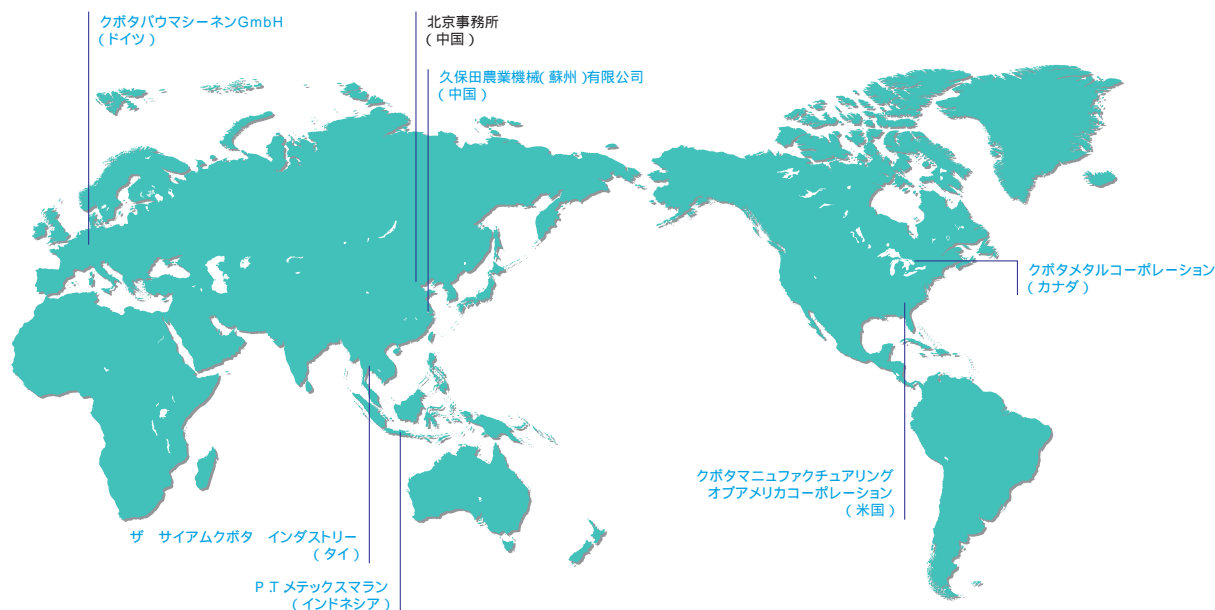 クボタバウマシーネンGmbH
(ドイツ)
北京事務所
(中国)
久保田農業機械(蘇州)有限公司
(中国)
クボタメタルコーポレーション
(カナダ)
クボタマニュファクチュアリング
オブアメリカコーポレーション
(米国)
ザ サイアムクボタ インダストリー
(タイ)
P.T メテックスマラン
(インドネシア)